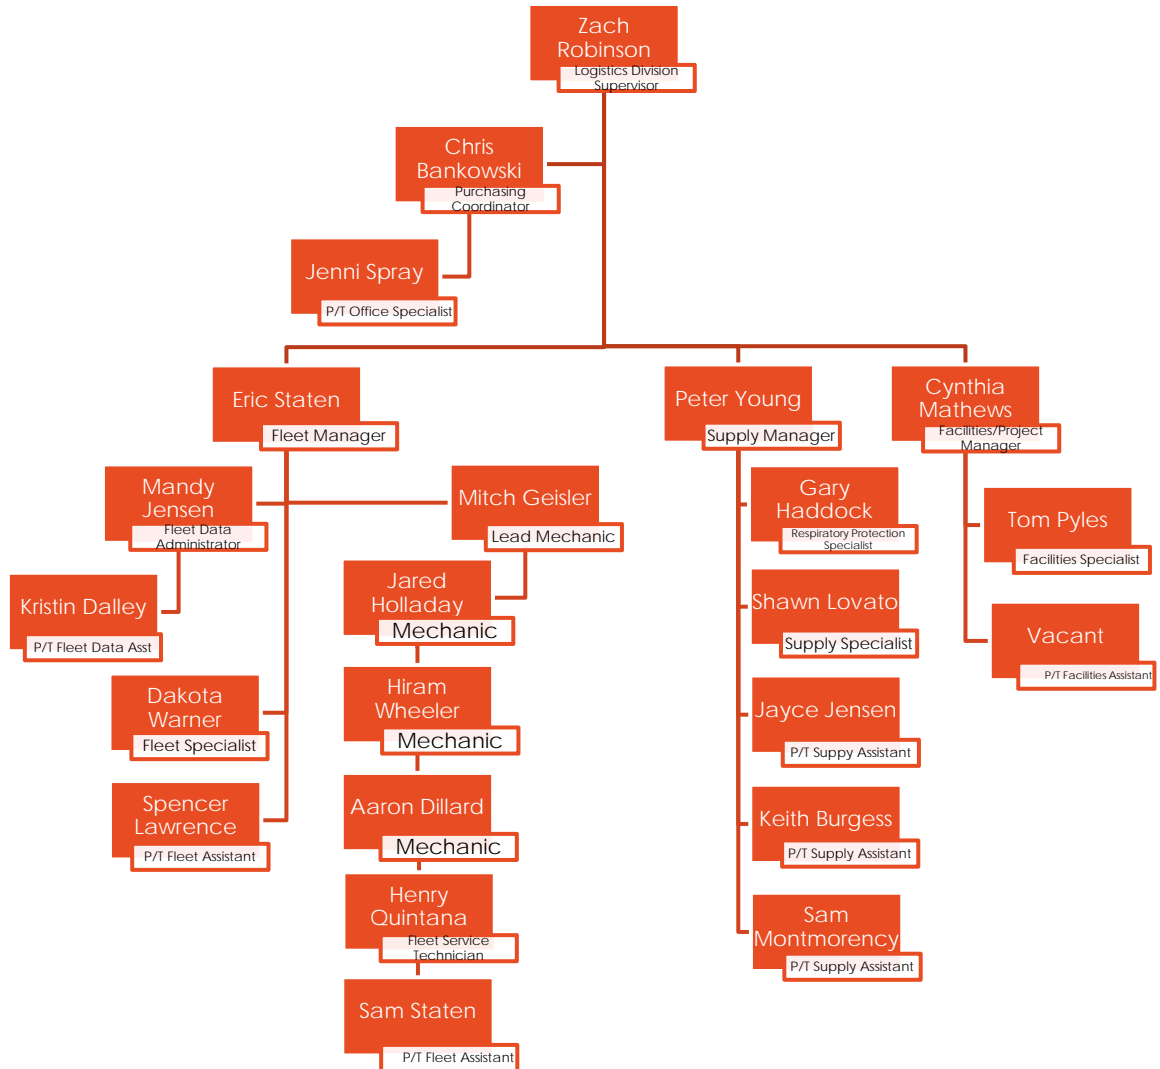 Zach
Robinson
Logistics Division
Supervisor
Chris
Bankowski
Purchasing
Coordinator
Jenni Spray
P/T Office Specialist
Eric Staten
Fleet Manager
Peter Young
Supply Manager
Cynthia
Mathews
Facilities/Project
Manager
Mandy
Jensen
Fleet Data
Administrator
Mitch Geisler
Lead Mechanic
Kristin Dalley
P/T Fleet Data Asst
Dakota
Warner
Fleet Specialist
Spencer
Lawrence
P/T Fleet Assistant
Jared
Holladay
Mechanic
Hiram
Wheeler
Mechanic
Aaron Dillard
Mechanic
Henry
Quintana
Fleet Service
Technician
Sam Staten
P/T Fleet Assistant
Gary
Haddock
Respiratory Protection
Specialist
Shawn Lovato
Supply Specialist
Jayce Jensen
P/T Suppy Assistant
Keith Burgess
P/T Supply Assistant
Sam
Montmorency
P/T Supply Assistant
Tom Pyles
Facilities Specialist
Vacant
P/T Facilities Assistant